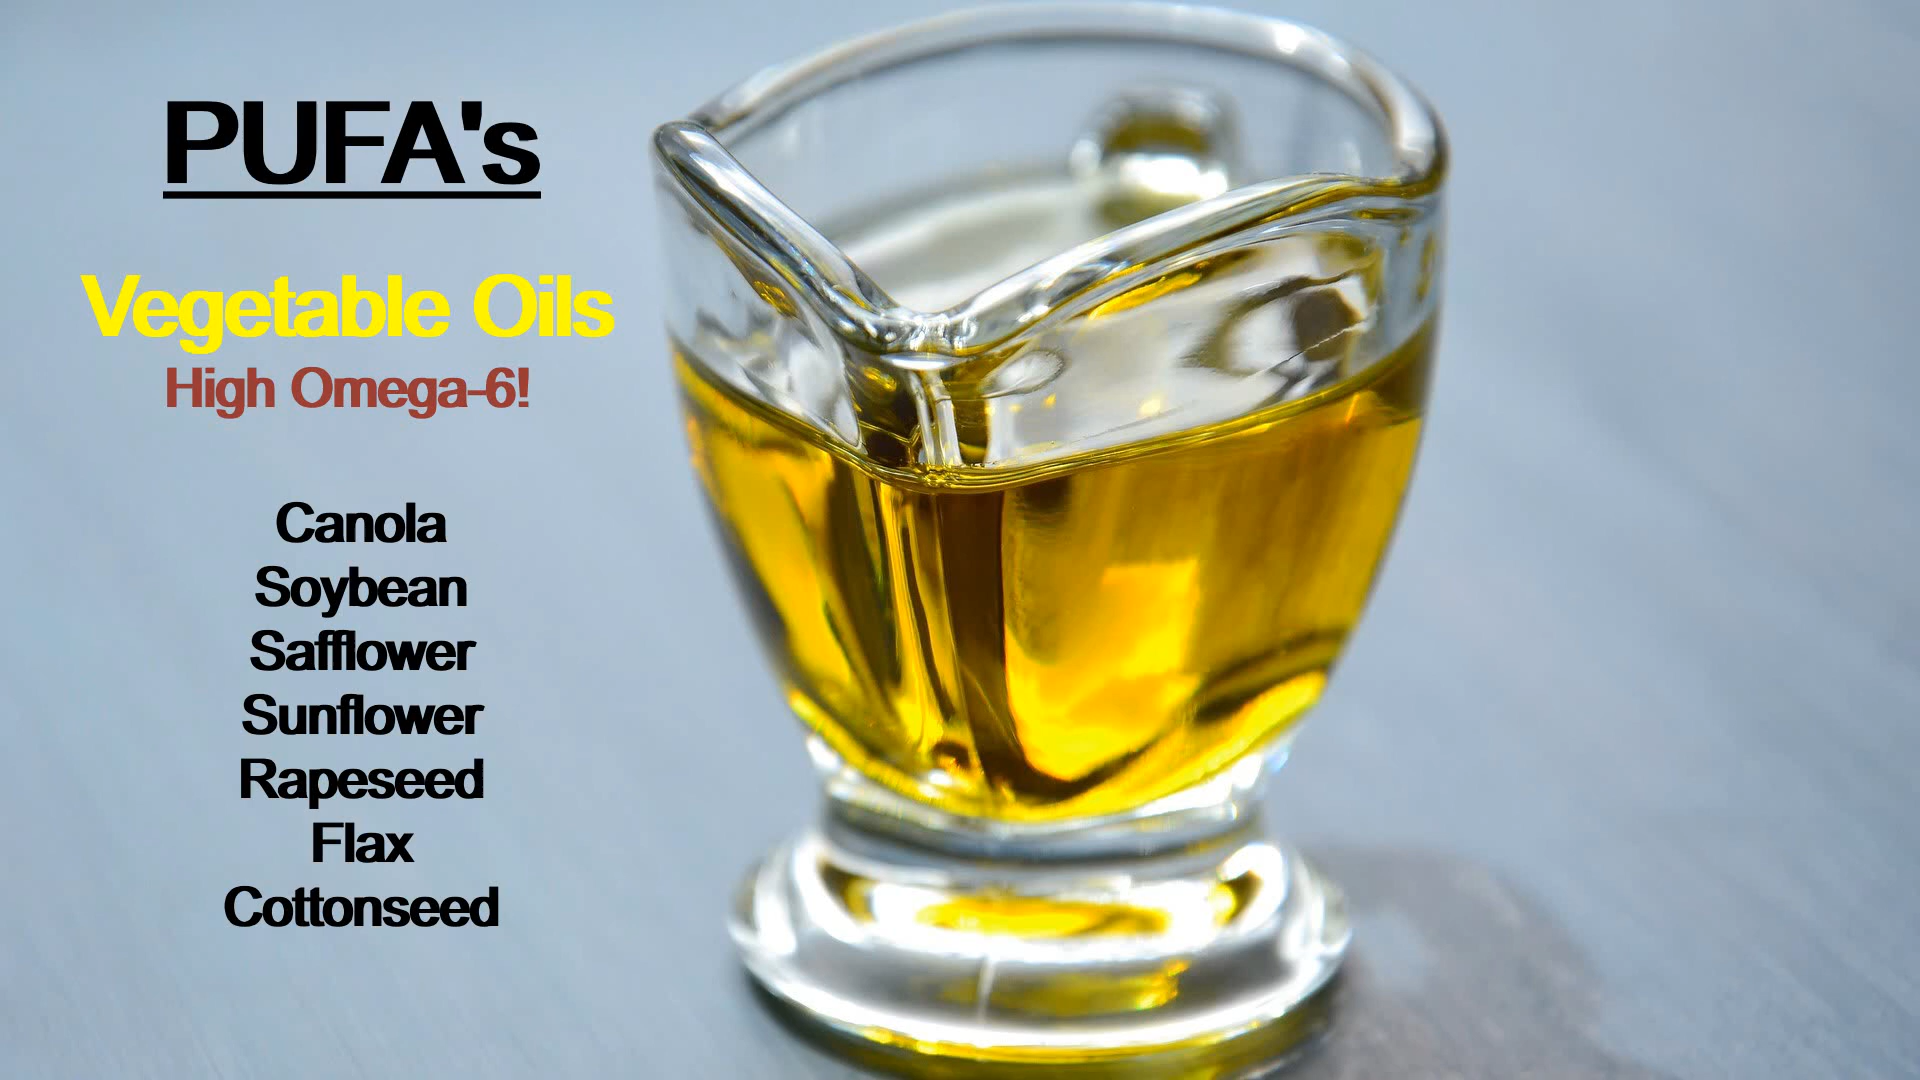 PUFA's
Vegetable Oils
High Omega-6!
Canola
Soybean
Safflower
Sunflower
Rapeseed
Flax
Cottonseed